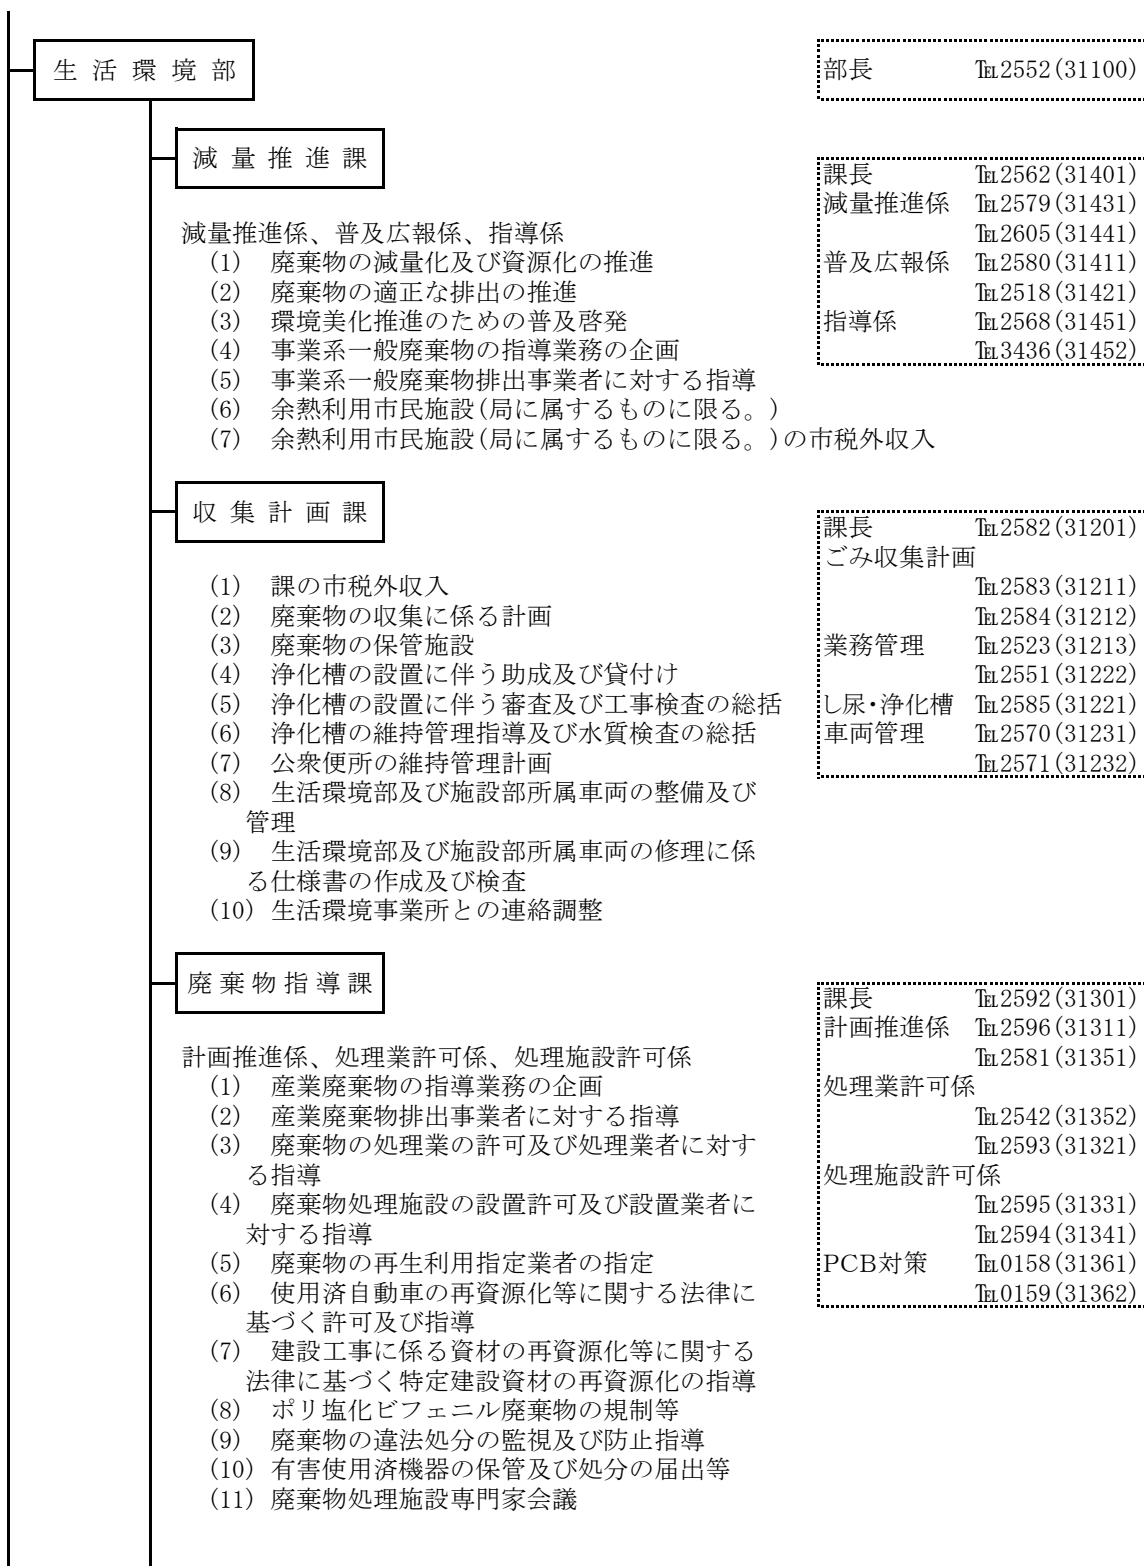 生活環境部
部長 ℡2552(31100)
減量推進課
課長 ℡2562(31401)
減量推進係 ℡2579(31431)
℡2605(31441)
普及広報係 ℡2580(31411)
℡2518(31421)
指導係 ℡2568(31451)
℡3436(31452)
減量推進係、普及広報係、指導係
(1) 廃棄物の減量化及び資源化の推進
(2) 廃棄物の適正な排出の推進
(3) 環境美化推進のための普及啓発
(4) 事業系一般廃棄物の指導業務の企画
(5) 事業系一般廃棄物排出事業者に対する指導
(6) 余熱利用市民施設(局に属するものに限る。)
(7) 余熱利用市民施設(局に属するものに限る。)の市税外収入
収集計画課
課長 ℡2582(31201)
ごみ収集計画
℡2583(31211)
℡2584(31212)
業務管理 ℡2523(31213)
℡2551(31222)
し尿・浄化槽 ℡2585(31221)
車両管理 ℡2570(31231)
℡2571(31232)
(1) 課の市税外収入
(2) 廃棄物の収集に係る計画
(3) 廃棄物の保管施設
(4) 浄化槽の設置に伴う助成及び貸付け
(5) 浄化槽の設置に伴う審査及び工事検査の総括
(6) 浄化槽の維持管理指導及び水質検査の総括
(7) 公衆便所の維持管理計画
(8) 生活環境部及び施設部所属車両の整備及び
管理
(9) 生活環境部及び施設部所属車両の修理に係
る仕様書の作成及び検査
(10) 生活環境事業所との連絡調整
廃棄物指導課
課長 ℡2592(31301)
計画推進係 ℡2596(31311)
℡2581(31351)
処理業許可係
℡2542(31352)
℡2593(31321)
処理施設許可係
℡2595(31331)
℡2594(31341)
PCB対策 ℡0158(31361)
℡0159(31362)
計画推進係、処理業許可係、処理施設許可係
(1) 産業廃棄物の指導業務の企画
(2) 産業廃棄物排出事業者に対する指導
(3) 廃棄物の処理業の許可及び処理業者に対す
る指導
(4) 廃棄物処理施設の設置許可及び設置業者に
対する指導
(5) 廃棄物の再生利用指定業者の指定
(6) 使用済自動車の再資源化等に関する法律に
基づく許可及び指導
(7) 建設工事に係る資材の再資源化等に関する
法律に基づく特定建設資材の再資源化の指導
(8) ポリ塩化ビフェニル廃棄物の規制等
(9) 廃棄物の違法処分の監視及び防止指導
(10) 有害使用済機器の保管及び処分の届出等
(11) 廃棄物処理施設専門家会議